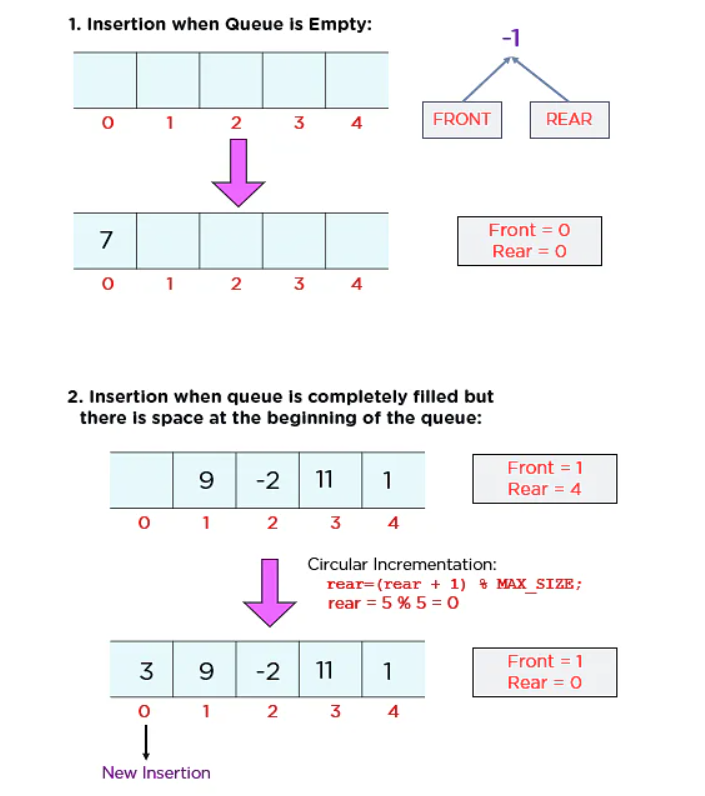 1. Insertion when Queue is Empty:
-1
FRONT
REAR
0 1 2 3 4
7
Front = 0
Rear = 0
0 1 2 3 4
2. Insertion when queue is completely filled but
there is space at the beginning of the queue:
9 -2 11 1
Front = 1
Rear = 4
0 1 2 3 4
Circular Incrementation:
rear=(rear + 1) % MAX_SIZE;
rear = 5 % 5 = 0
3 9 -2 11 1
Front = 1
Rear = 0
0 1 2 3 4
New Insertion